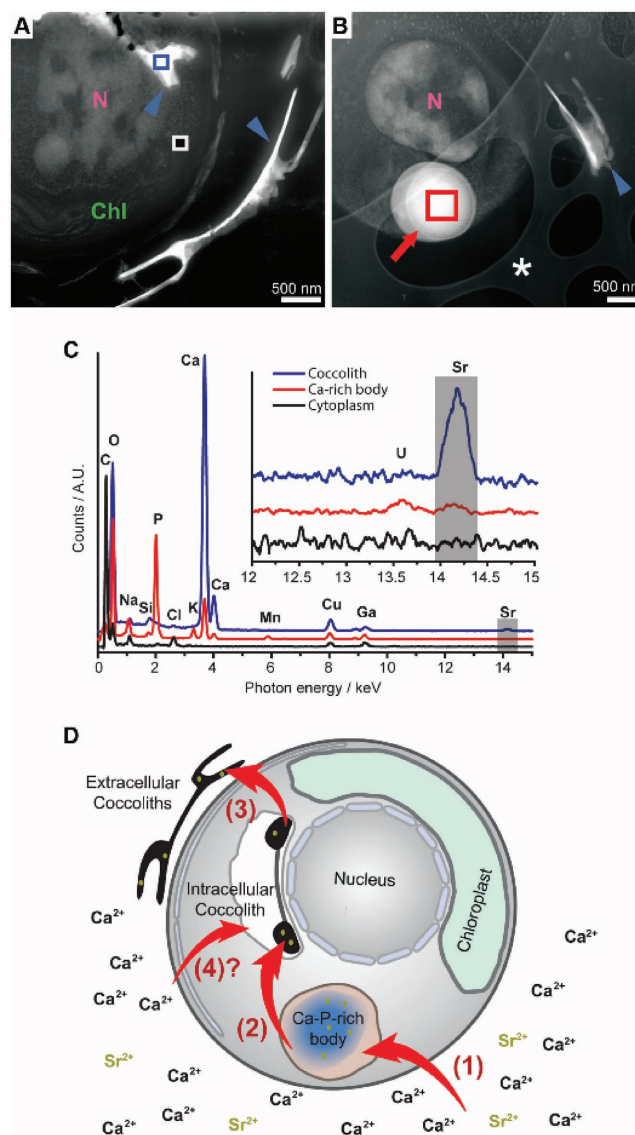 A
N
Chl
500 nm
B
N
*
500 nm
C
Counts / A.U.
Photon energy / keV
C
O
Na
Si
P
Cl
K
Ca
Ca
Mn
Cu
Ga
Sr
0
2
4
6
8
10
12
14
Coccolith
Ca-rich body
Cytoplasm
U
Sr
12
12.5
13
13.5
14
14.5
15
D
Extracellular
Coccoliths
(3)
Intracellular
Coccolith
Nucleus
Chloroplast
(4)?
(2)
Ca-P-rich
body
(1)
Ca²⁺
Ca²⁺
Ca²⁺
Ca²⁺
Sr²⁺
Ca²⁺
Ca²⁺
Ca²⁺
Sr²⁺
Ca²⁺
Ca²⁺
Ca²⁺
Ca²⁺
Sr²⁺
Ca²⁺
Ca²⁺
Sr²⁺
Ca²⁺
Ca²⁺